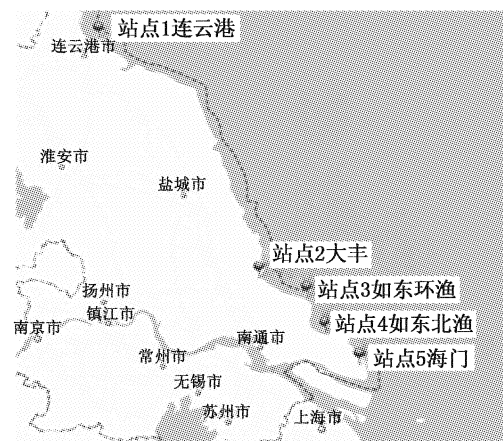 站点1连云港
连云港市
淮安市
盐城市
站点2大丰
扬州市
站点3如东环渔
镇江市
南京市
站点4如东北渔
南通市
常州市
站点5海门
无锡市
苏州市
上海市